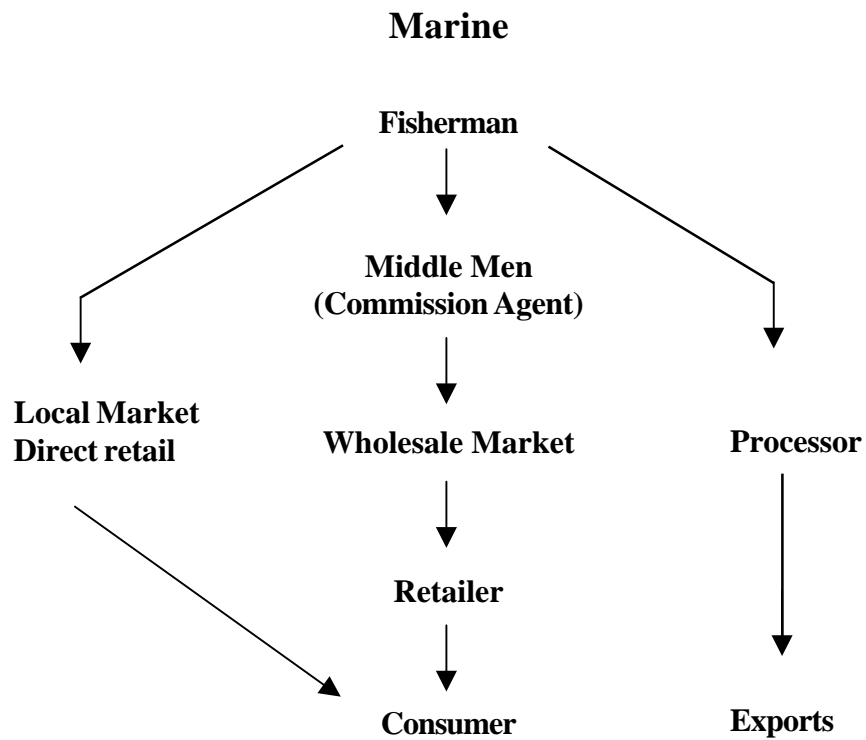 Marine
Fisherman
Middle Men
(Commission Agent)
Local Market
Direct retail
Wholesale Market
Processor
Retailer
Consumer
Exports